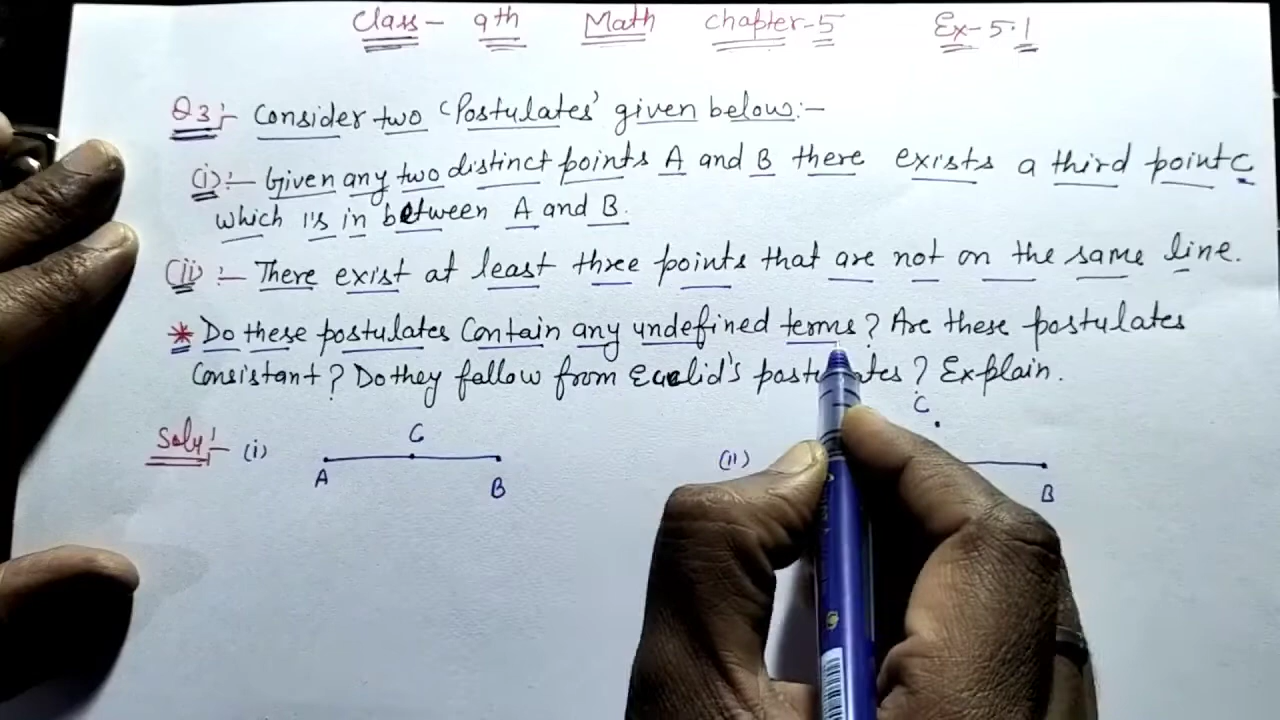 Class- 9th Math Chapter-5 Ex-5.1
Q3:- Consider two 'Postulates' given below:-
(i):- Given any two distinct points A and B there exists a third point C
which is in between A and B.
(ii):- There exist at least three points that are not on the same line.
* Do these postulates Contain any undefined terms? Are these postulates
Consistant? Do they fallow from Euclid's postulates? Explain.
Soly:- (i) A C B
(ii) C B